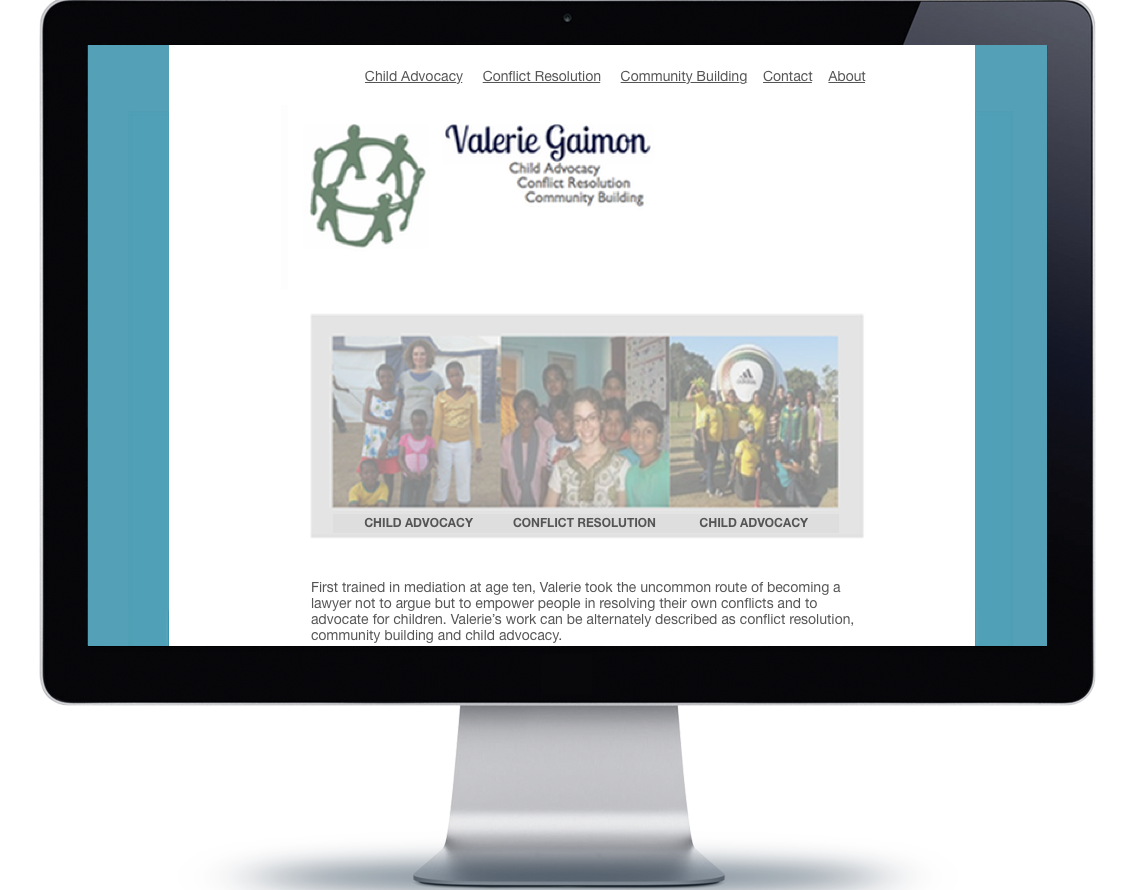 Child Advocacy Conflict Resolution Community Building Contact About
Valerie Gaimon
Child Advocacy
Conflict Resolution
Community Building
adidas
CHILD ADVOCACY CONFLICT RESOLUTION CHILD ADVOCACY
First trained in mediation at age ten, Valerie took the uncommon route of becoming a
lawyer not to argue but to empower people in resolving their own conflicts and to
advocate for children. Valerie’s work can be alternately described as conflict resolution,
community building and child advocacy.